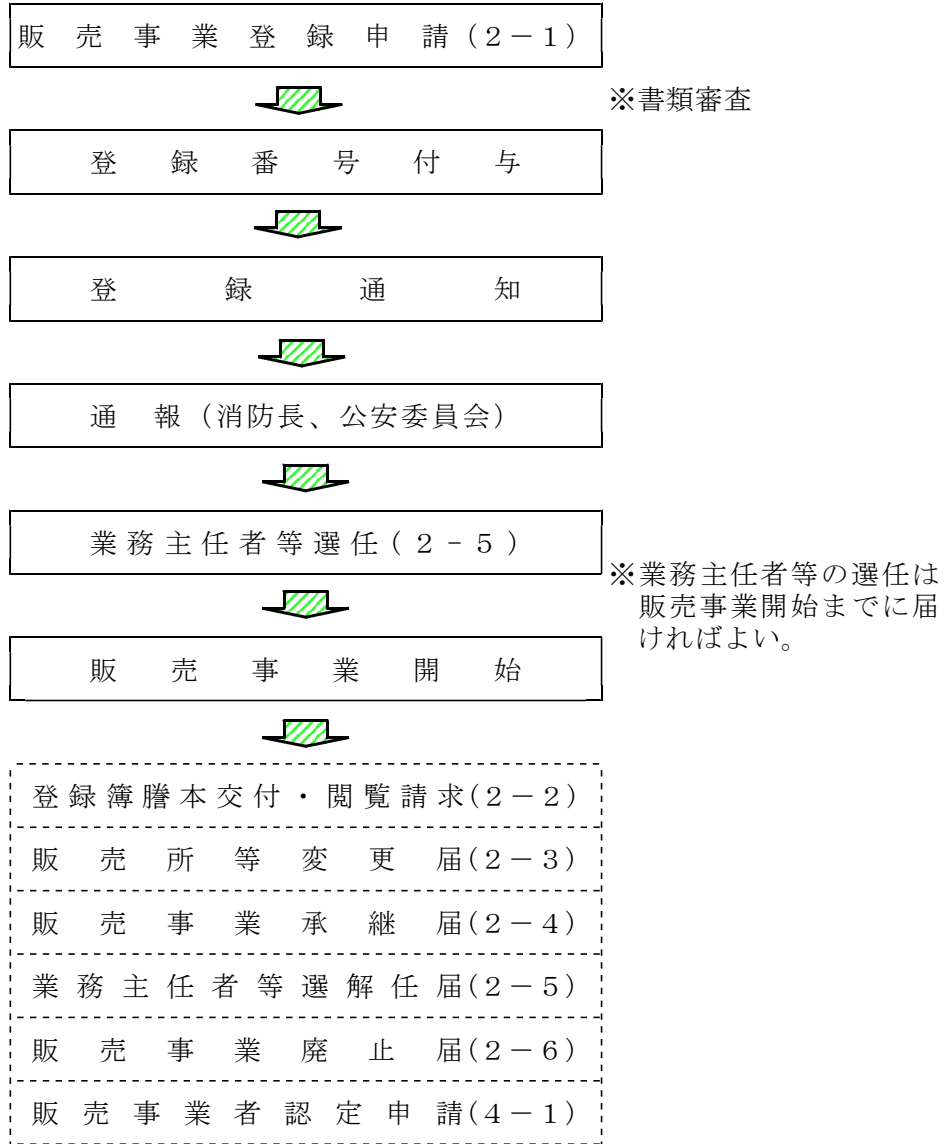 販売事業登録申請(2-1)
※書類審査
登録番号付与
登録通知
通報(消防長、公安委員会)
業務主任者等選任(2-5)
※業務主任者等の選任は
販売事業開始までに届
ければよい。
販売事業開始
登録簿謄本交付・閲覧請求(2-2)
販売所等変更届(2-3)
販売事業承継届(2-4)
業務主任者等選解任届(2-5)
販売事業廃止届(2-6)
販売事業者認定申請(4-1)